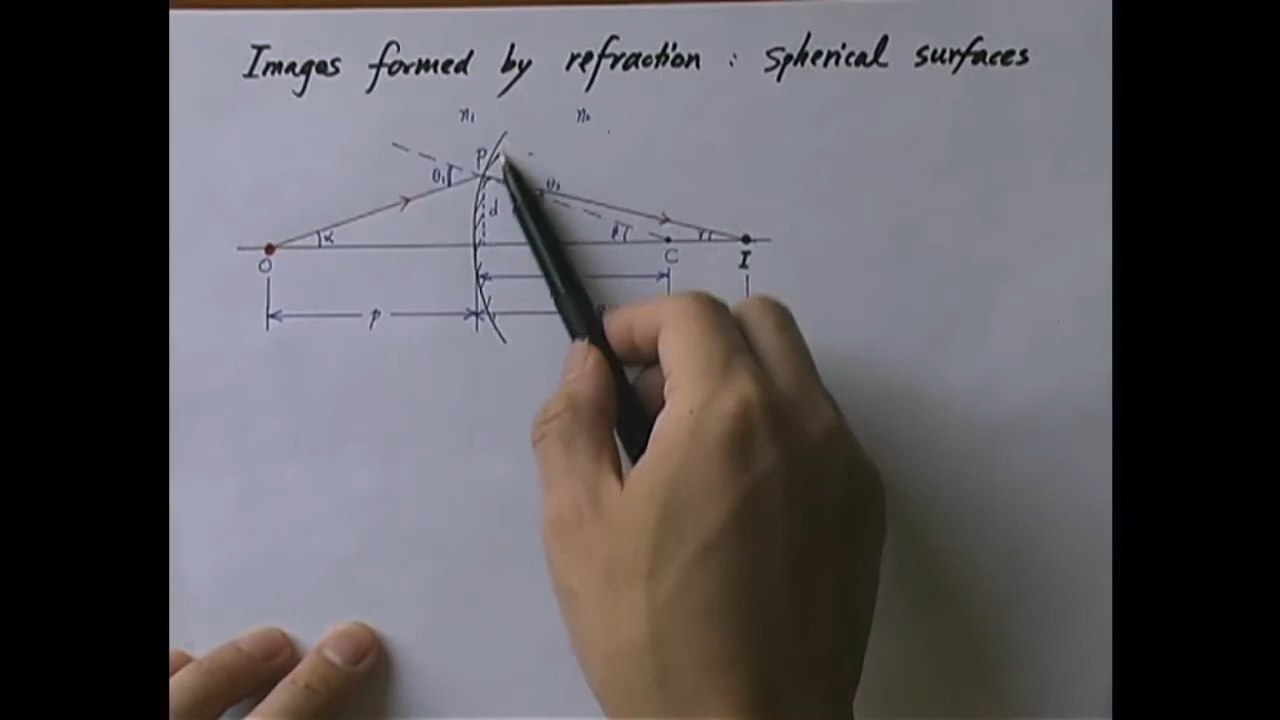 Images formed by refraction : Spherical surfaces
n₁ n₂
P
θ₁ θ₂
d
α β γ
O C I
p